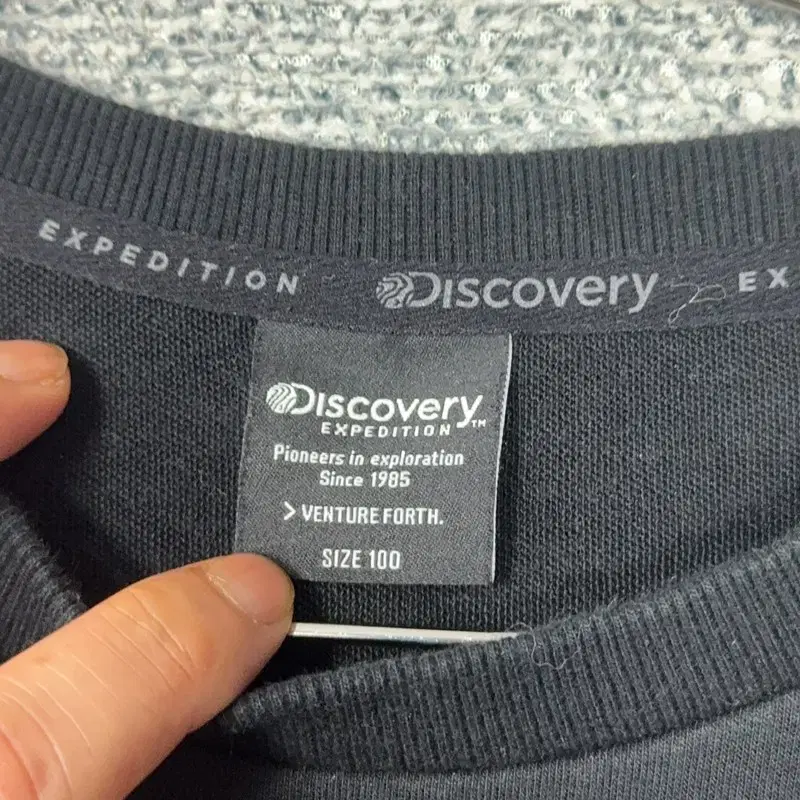 EXPEDITION DISCOVERY EX
DISCOVERY
EXPEDITION™
Pioneers in exploration
Since 1985
> VENTURE FORTH.
SIZE 100